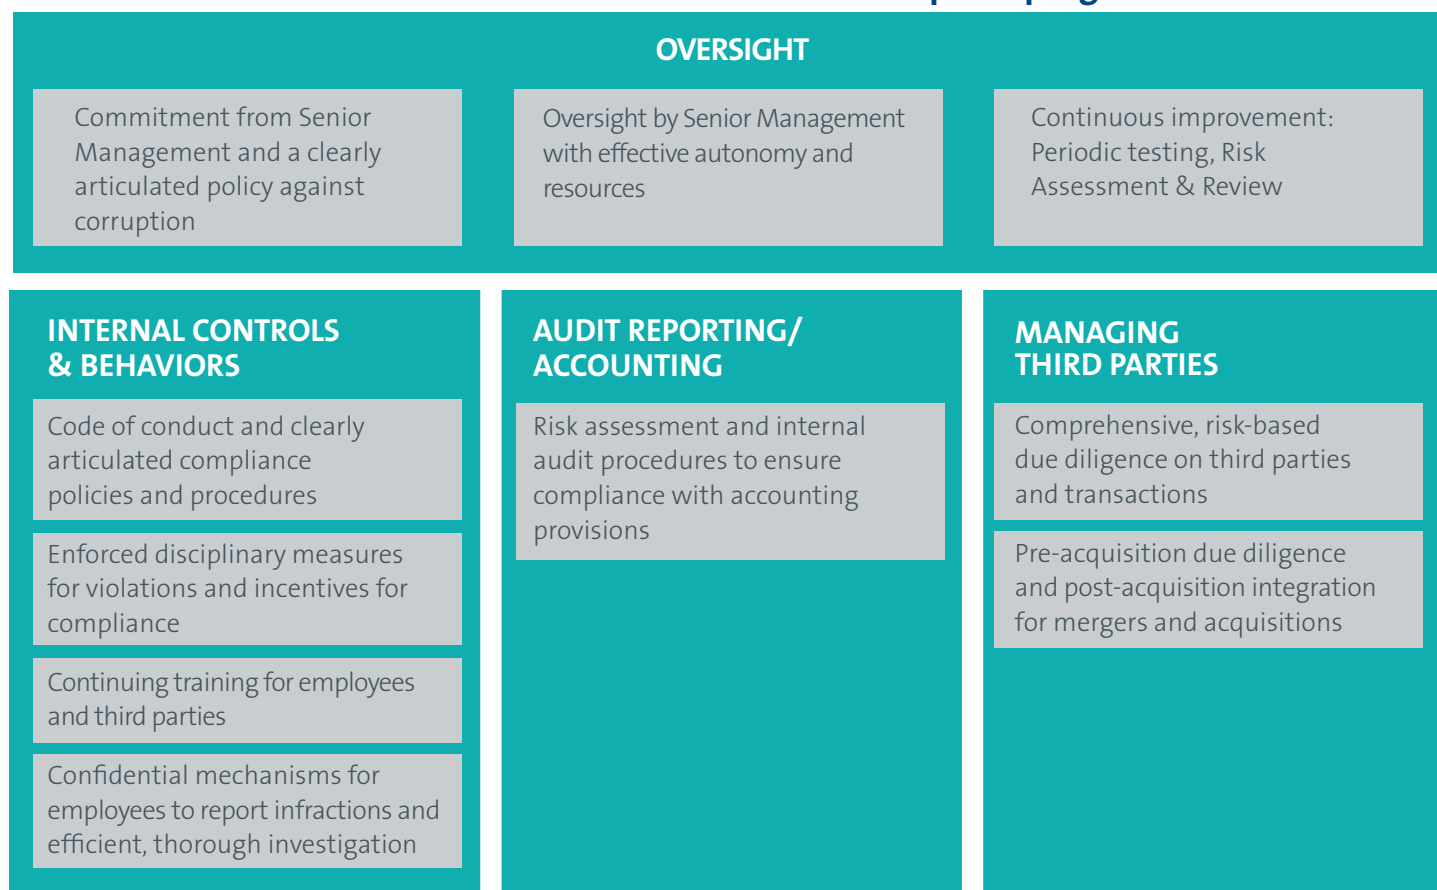 OVERSIGHT
Commitment from Senior
Management and a clearly
articulated policy against
corruption
Oversight by Senior Management
with effective autonomy and
resources
Continuous improvement:
Periodic testing, Risk
Assessment & Review
INTERNAL CONTROLS
& BEHAVIORS
Code of conduct and clearly
articulated compliance
policies and procedures
Enforced disciplinary measures
for violations and incentives for
compliance
Continuing training for employees
and third parties
Confidential mechanisms for
employees to report infractions and
efficient, thorough investigation
AUDIT REPORTING/
ACCOUNTING
Risk assessment and internal
audit procedures to ensure
compliance with accounting
provisions
MANAGING
THIRD PARTIES
Comprehensive, risk-based
due diligence on third parties
and transactions
Pre-acquisition due diligence
and post-acquisition integration
for mergers and acquisitions